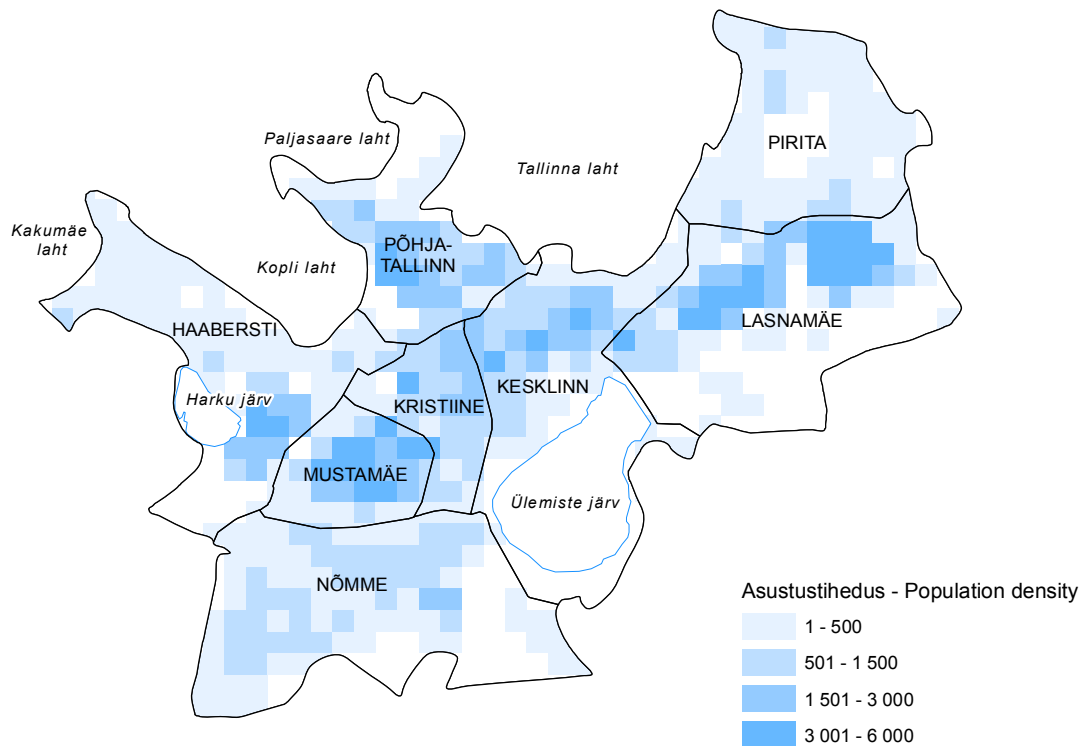 PIRITA
Paljasaare laht
Tallinna laht
Kakumäe
laht
Kopli laht
PÕHJA-
TALLINN
HAABERSTI
LASNAMÄE
KESKLINN
Harku järv
KRISTIINE
MUSTAMÄE
Ülemiste järv
NÕMME
Asustustihedus - Population density
1 - 500
501 - 1 500
1 501 - 3 000
3 001 - 6 000